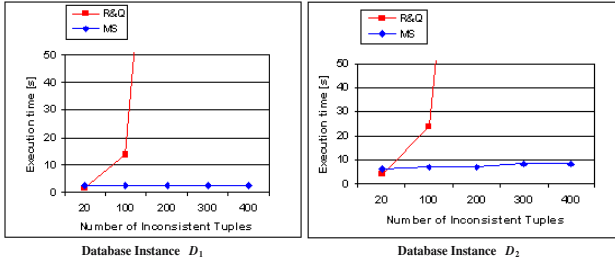 R&Q
MS
Execution time [s]
50
40
30
20
10
0
20 100 200 300 400
Number of Inconsistent Tuples
Database Instance D1
R&Q
MS
Execution time [s]
50
40
30
20
10
0
20 100 200 300 400
Number of Inconsistent Tuples
Database Instance D2